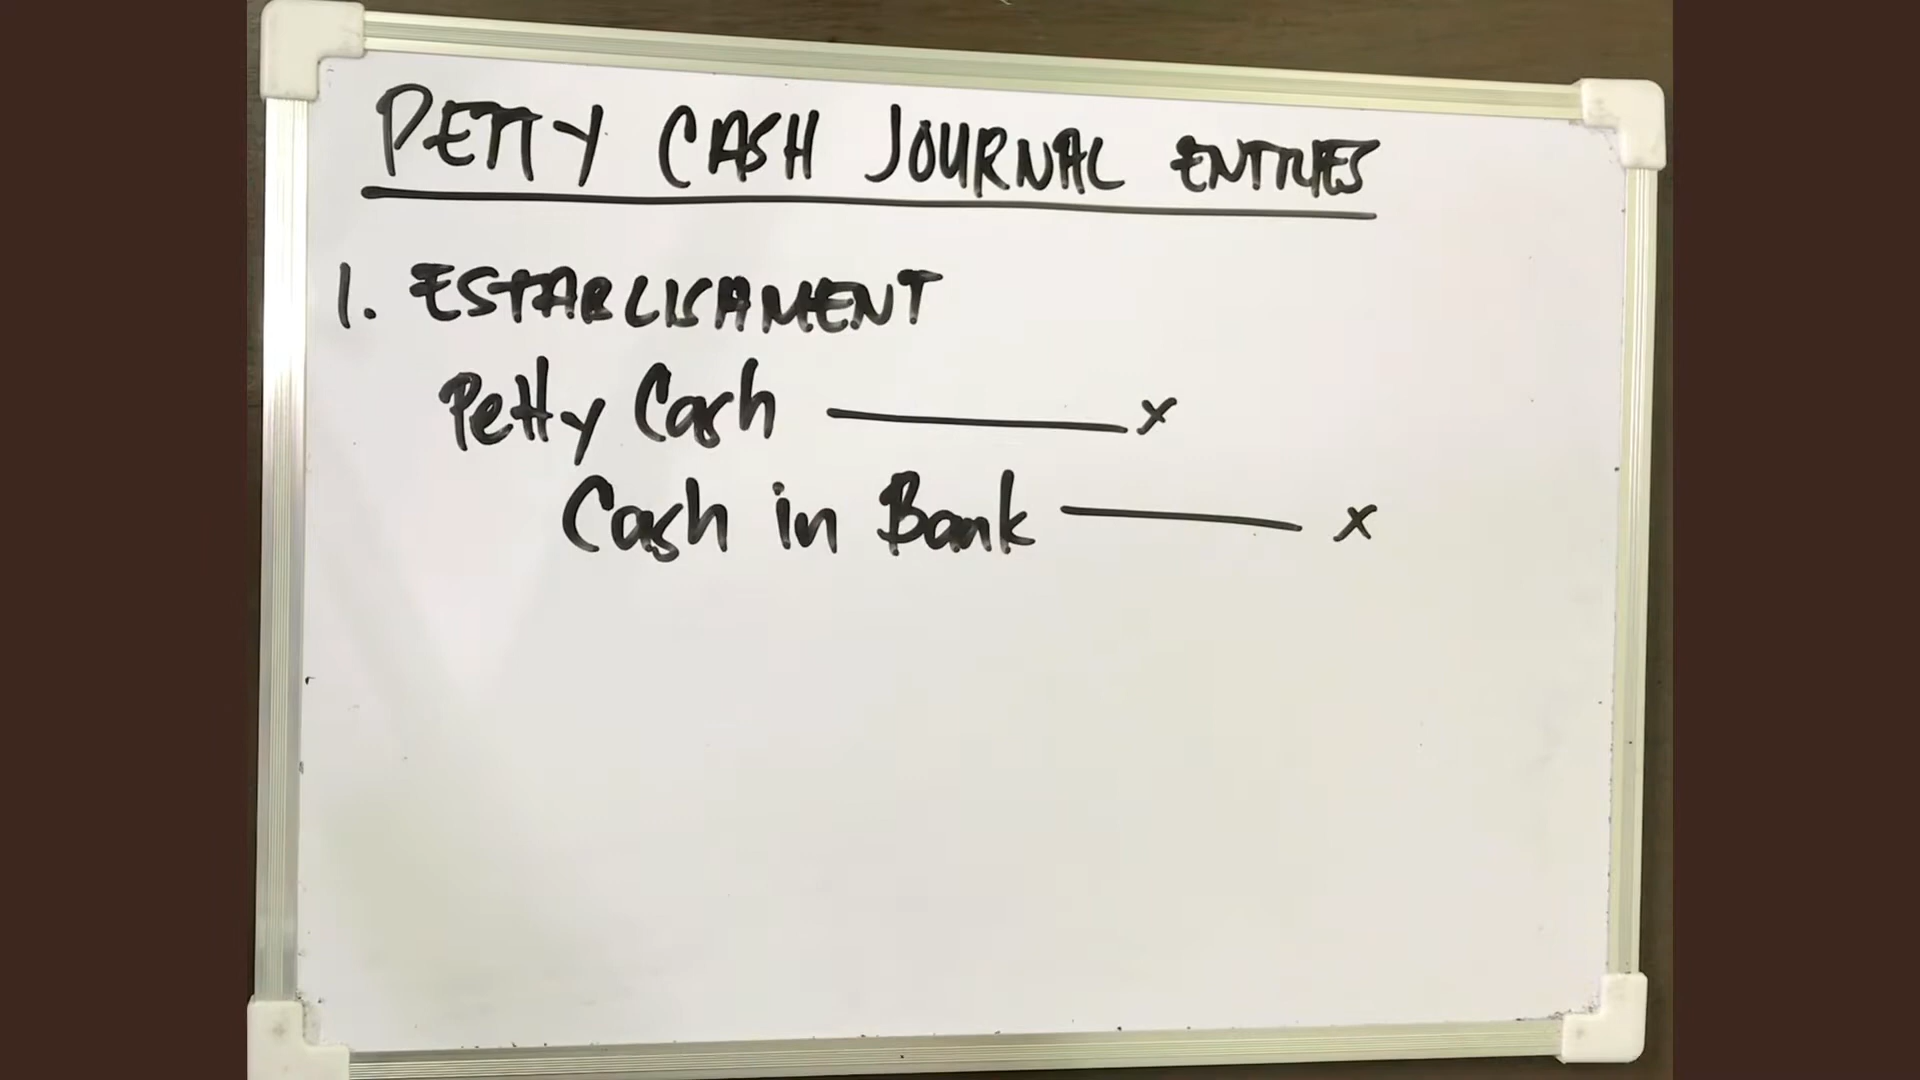 PETTY CASH JOURNAL ENTRIES
1. ESTABLISHMENT
Petty Cash ———— x
Cash in Bank ———— x